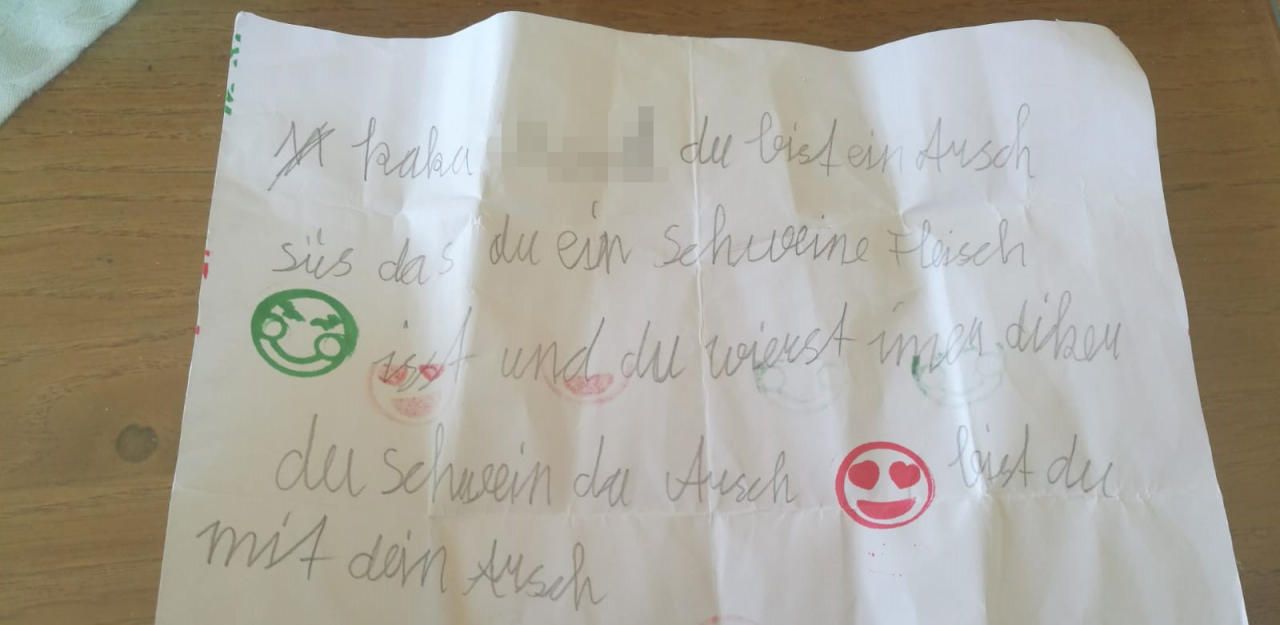 kaka du bist ein Arsch
süs das du ein Schweine Fleisch
isst und du wierst imer diker
du Schwein du Arsch bist du
mit dein Arsch